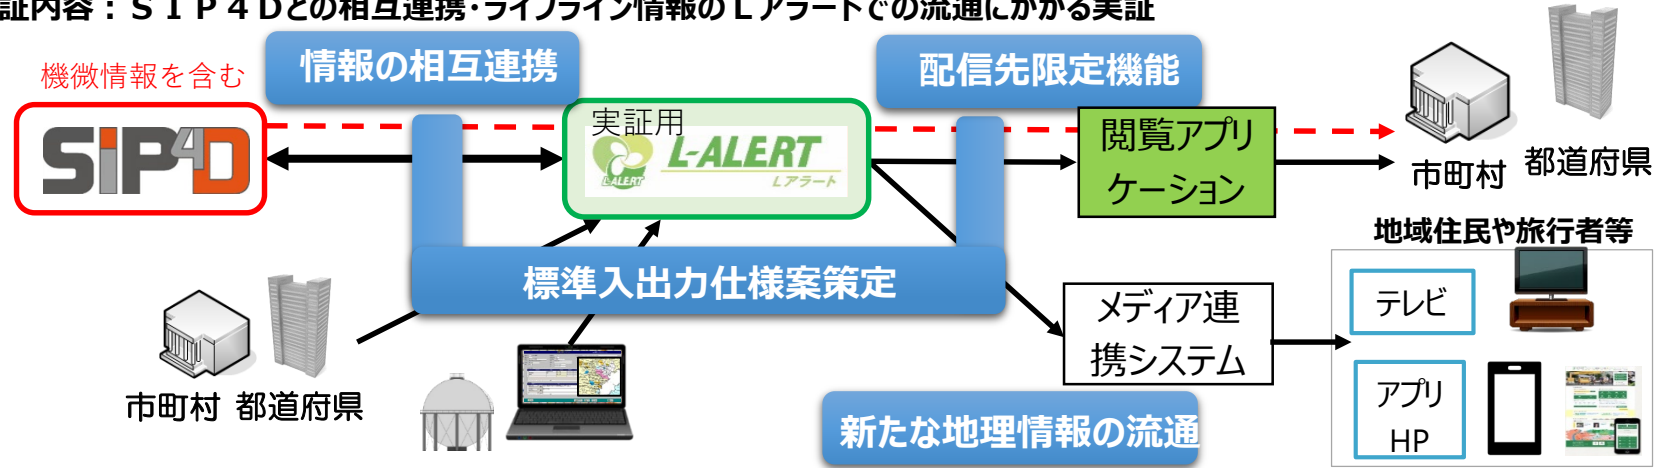 証内容：ＳＩＰ４Ｄとの相互連携・ライフライン情報のＬアラートでの流通にかかる実証
情報の相互連携
配信先限定機能
機微情報を含む
SiP4D
実証用
L-ALERT
L-ALERT
Lアラート
閲覧アプリ
ケーション
市町村
都道府県
地域住民や旅行者等
標準入出力仕様案策定
メディア連
携システム
テレビ
アプリ
HP
市町村 都道府県
新たな地理情報の流通